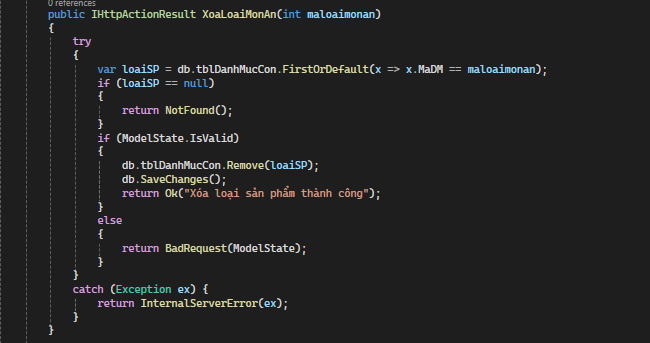 0 references
public IHttpActionResult XoaLoaiMonAn(int maloaimonan)
{
try
{
var loaiSP = db.tblDanhMucCon.FirstOrDefault(x => x.MaDM == maloaimonan);
if (loaiSP == null)
{
return NotFound();
}
if (ModelState.IsValid)
{
db.tblDanhMucCon.Remove(loaiSP);
db.SaveChanges();
return Ok("Xóa loại sản phẩm thành công");
}
else
{
return BadRequest(ModelState);
}
}
catch (Exception ex) {
return InternalServerError(ex);
}
}